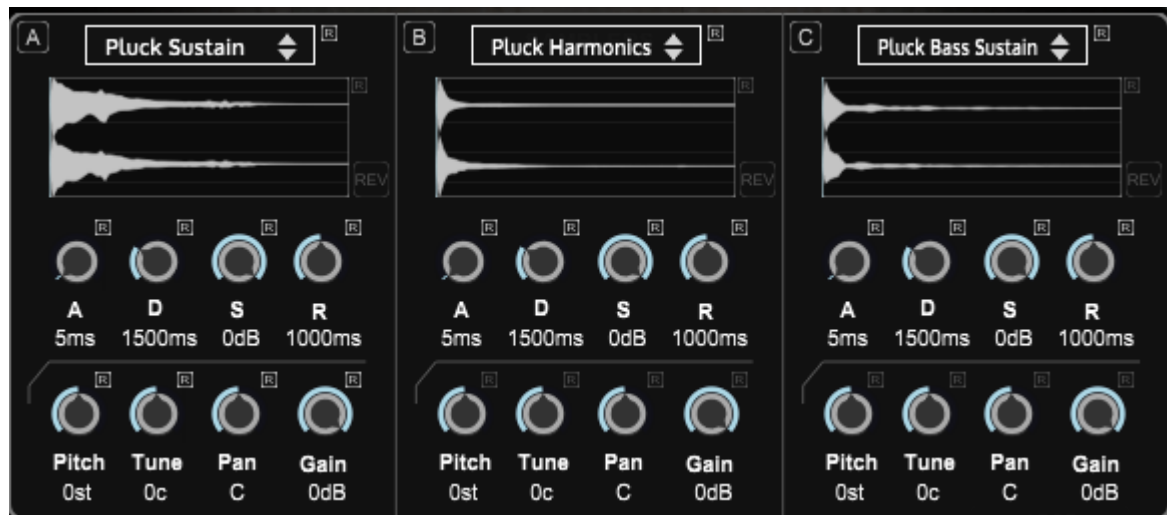 A Pluck Sustain R
R
REV
R R R R
A D S R
5ms 1500ms 0dB 1000ms
R R R R
Pitch Tune Pan Gain
0st 0c C 0dB
B Pluck Harmonics R
R
REV
R R R R
A D S R
5ms 1500ms 0dB 1000ms
R R R R
Pitch Tune Pan Gain
0st 0c C 0dB
C Pluck Bass Sustain R
R
REV
R R R R
A D S R
5ms 1500ms 0dB 1000ms
R R R R
Pitch Tune Pan Gain
0st 0c C 0dB